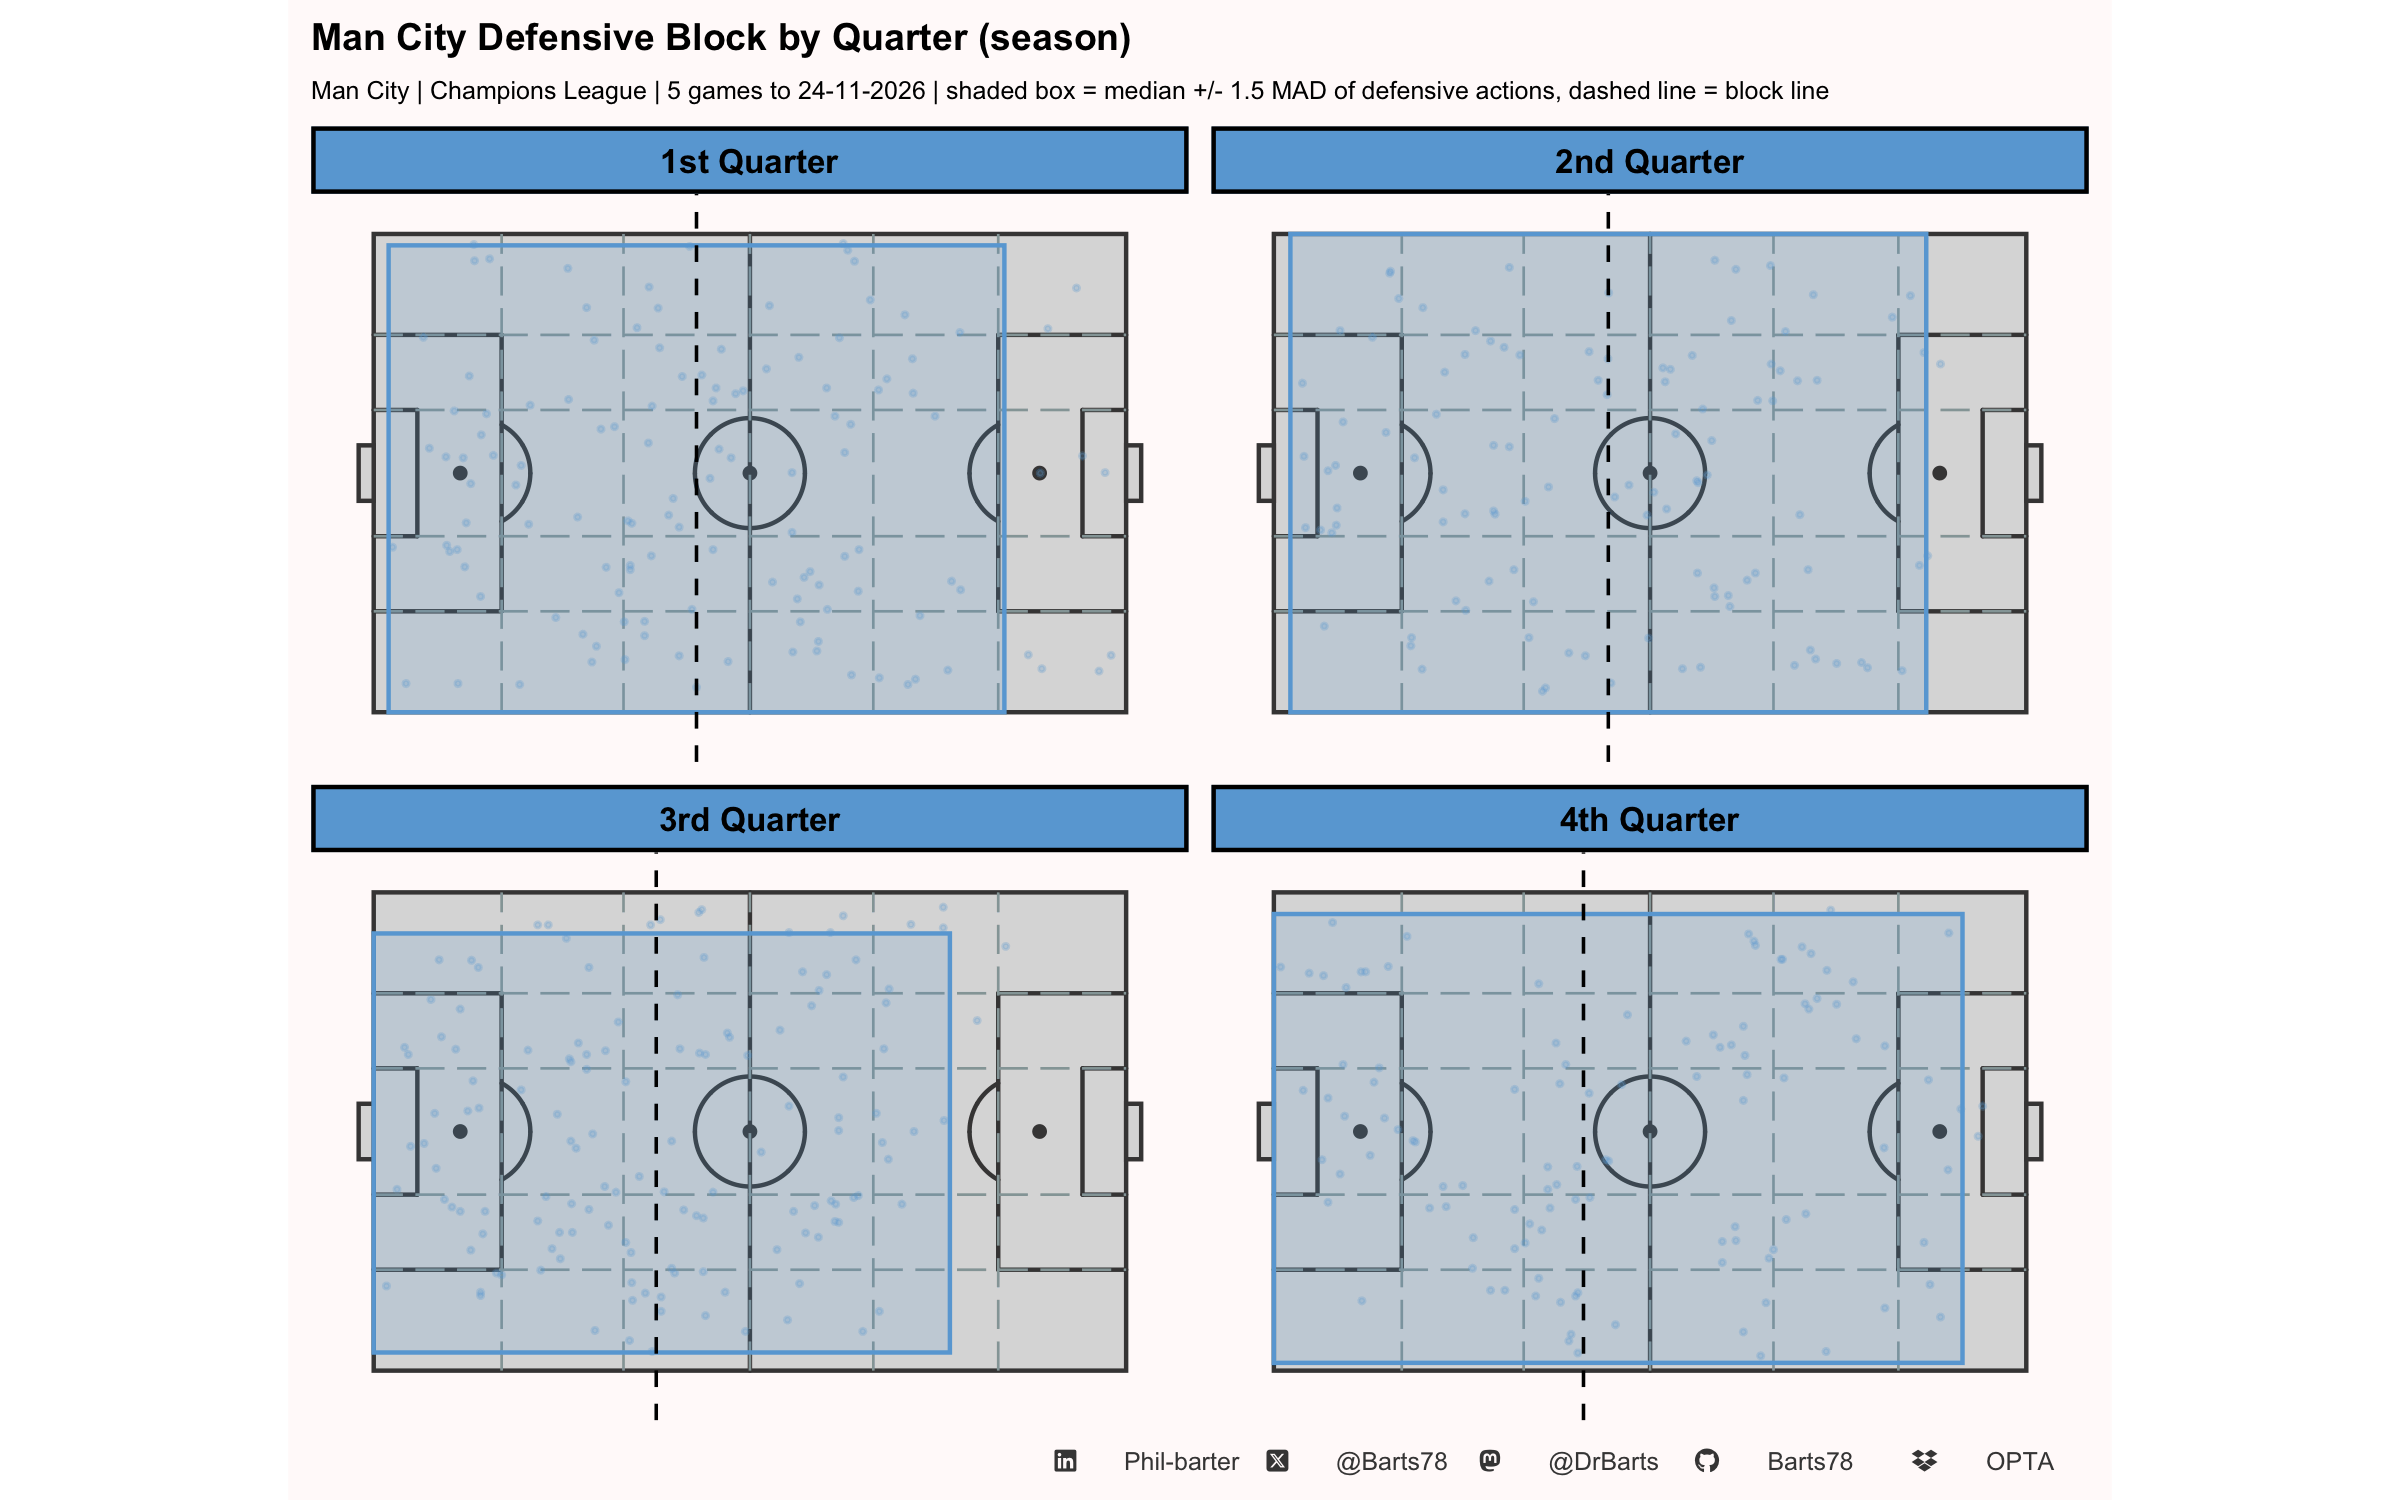 Man City Defensive Block by Quarter (season)
Man City | Champions League | 5 games to 24-11-2026 | shaded box = median +/- 1.5 MAD of defensive actions, dashed line = block line
1st Quarter
2nd Quarter
3rd Quarter
4th Quarter
Phil-barter @Barts78 @DrBarts Barts78 OPTA